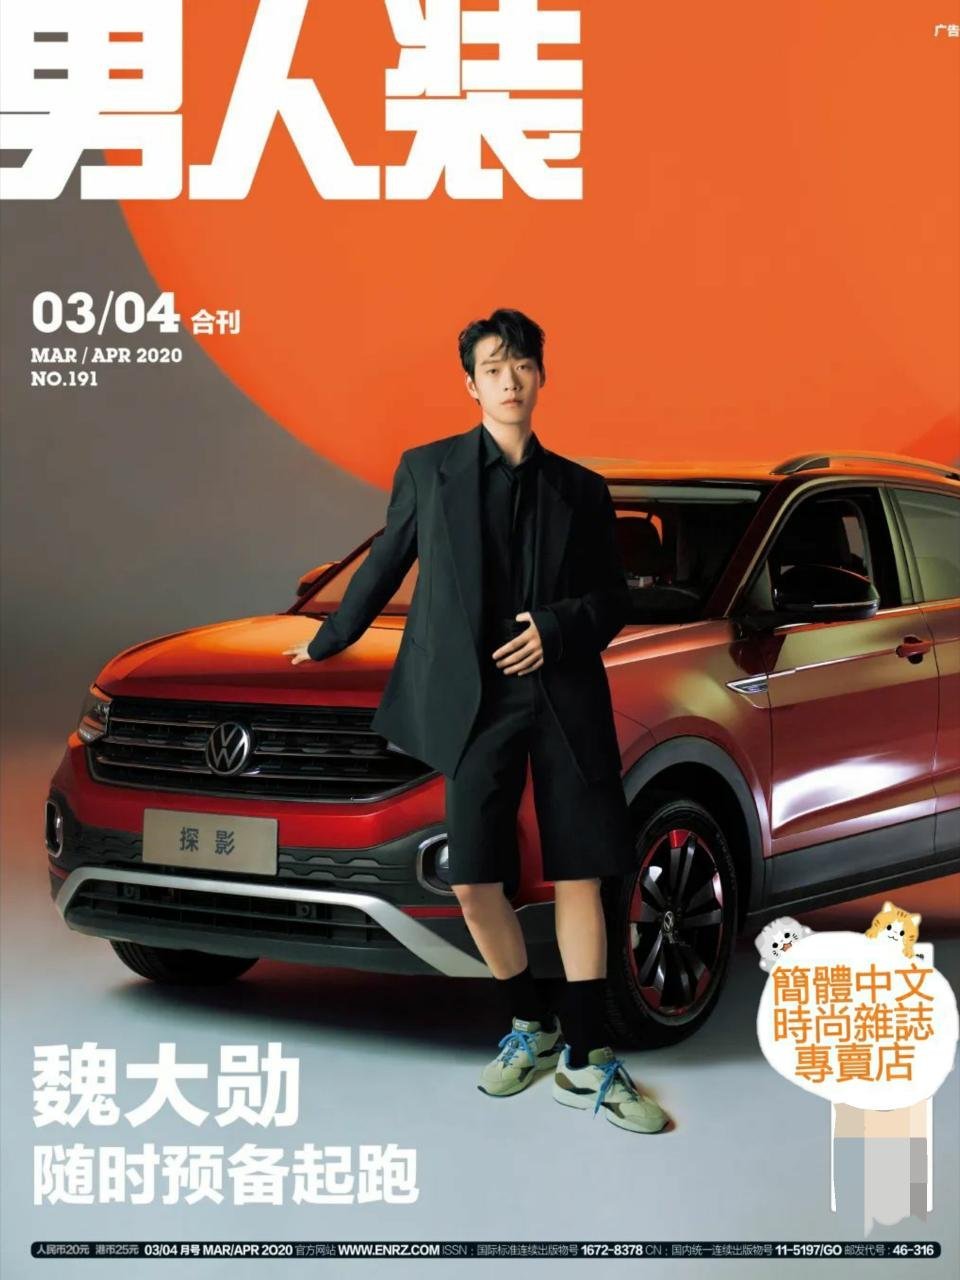 男人装
广告
03/04 合刊
MAR / APR 2020
NO.191
探 影
簡體中文
時尚雜誌
專賣店
魏大勋
随时预备起跑
人民币20元 港币25元 03/04 月号 MAR/APR 2020 官方网站 WWW.ENRZ.COM ISSN：国际标准连续出版物号 1672-8378 CN：国内统一连续出版物号 11-5197/GO 邮发代号：46-316